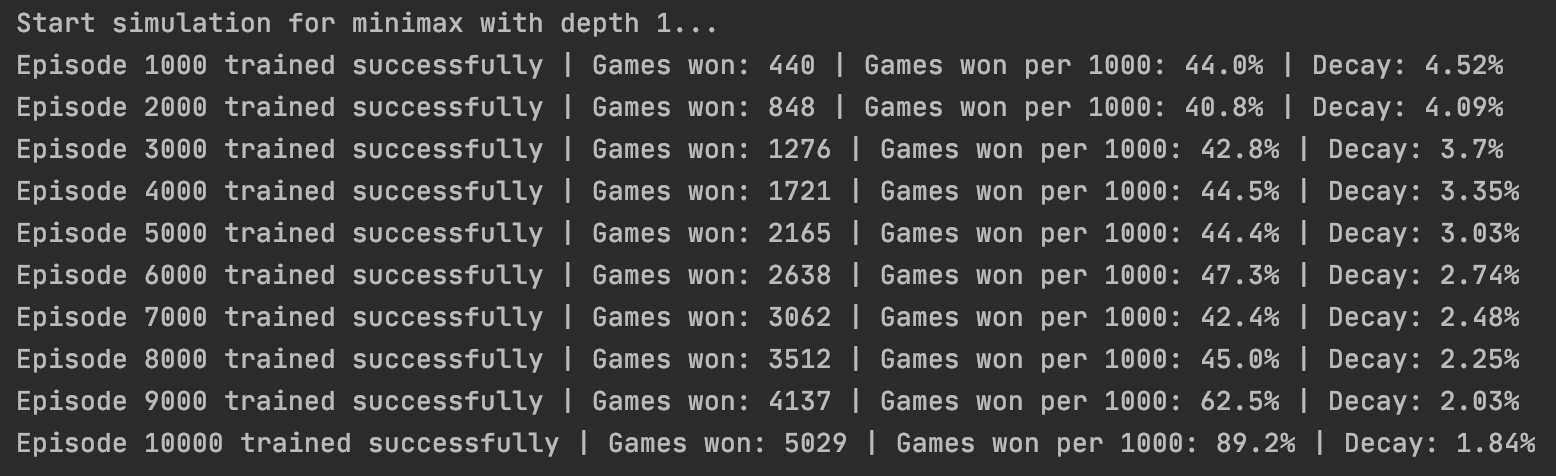 Start simulation for minimax with depth 1...
Episode 1000 trained successfully | Games won: 440 | Games won per 1000: 44.0% | Decay: 4.52%
Episode 2000 trained successfully | Games won: 848 | Games won per 1000: 40.8% | Decay: 4.09%
Episode 3000 trained successfully | Games won: 1276 | Games won per 1000: 42.8% | Decay: 3.7%
Episode 4000 trained successfully | Games won: 1721 | Games won per 1000: 44.5% | Decay: 3.35%
Episode 5000 trained successfully | Games won: 2165 | Games won per 1000: 44.4% | Decay: 3.03%
Episode 6000 trained successfully | Games won: 2638 | Games won per 1000: 47.3% | Decay: 2.74%
Episode 7000 trained successfully | Games won: 3062 | Games won per 1000: 42.4% | Decay: 2.48%
Episode 8000 trained successfully | Games won: 3512 | Games won per 1000: 45.0% | Decay: 2.25%
Episode 9000 trained successfully | Games won: 4137 | Games won per 1000: 62.5% | Decay: 2.03%
Episode 10000 trained successfully | Games won: 5029 | Games won per 1000: 89.2% | Decay: 1.84%